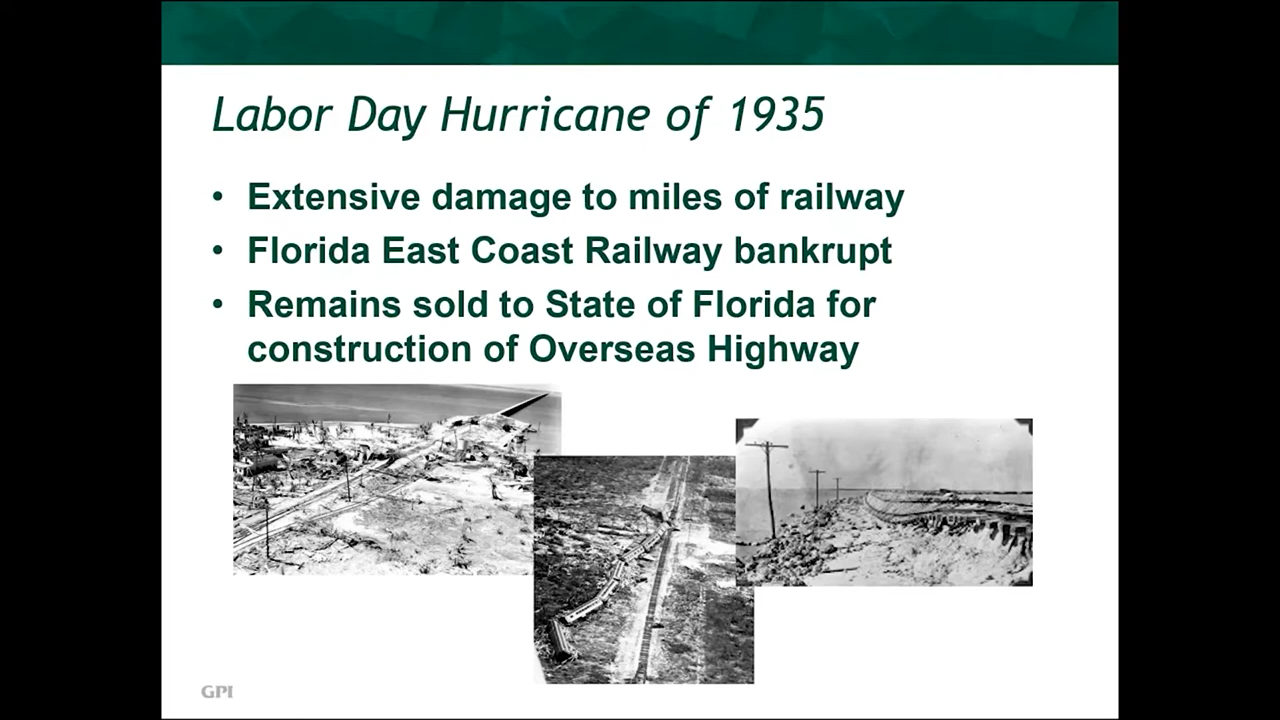 Labor Day Hurricane of 1935
• Extensive damage to miles of railway
• Florida East Coast Railway bankrupt
• Remains sold to State of Florida for
construction of Overseas Highway
GPI